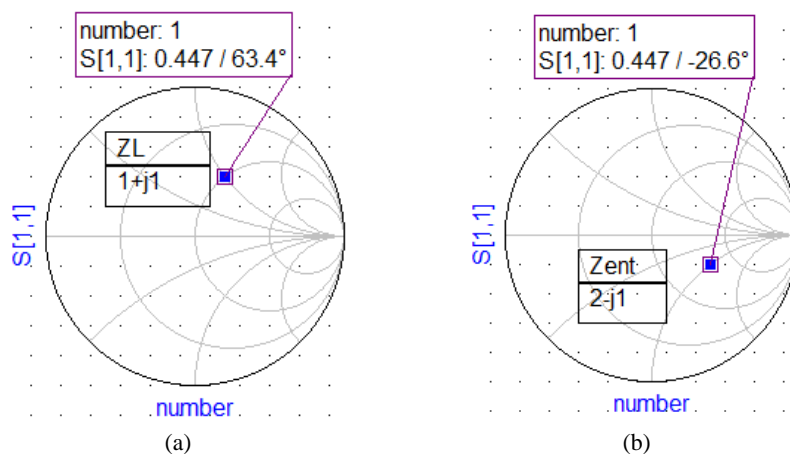 number: 1
S[1,1]: 0.447 / 63.4°
ZL
1+j1
S[1,1]
number
(a)
number: 1
S[1,1]: 0.447 / -26.6°
Zent
2-j1
S[1,1]
number
(b)